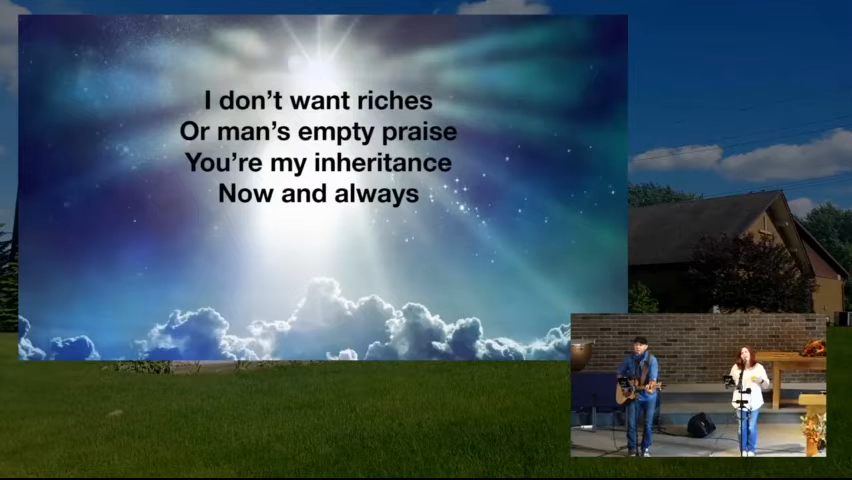 I don’t want riches
Or man’s empty praise
You’re my inheritance
Now and always